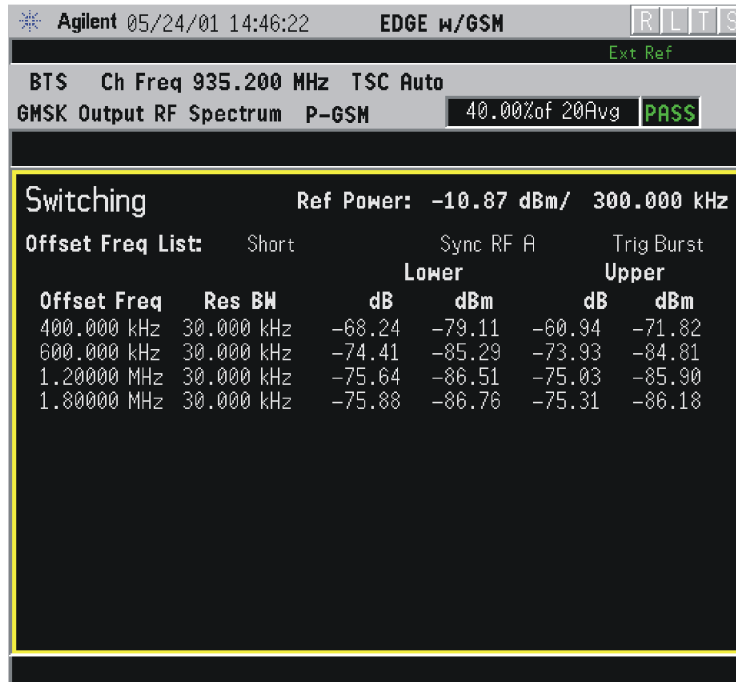 Agilent 05/24/01 14:46:22 EDGE w/GSM R L T S
Ext Ref
BTS Ch Freq 935.200 MHz TSC Auto
GMSK Output RF Spectrum P-GSM 40.00%of 20Avg PASS
Switching Ref Power: -10.87 dBm/ 300.000 kHz
Offset Freq List: Short Sync RF A Trig Burst
Lower Upper
Offset Freq Res BW dB dBm dB dBm
400.000 kHz 30.000 kHz -68.24 -79.11 -60.94 -71.82
600.000 kHz 30.000 kHz -74.41 -85.29 -73.93 -84.81
1.20000 MHz 30.000 kHz -75.64 -86.51 -75.03 -85.90
1.80000 MHz 30.000 kHz -75.88 -86.76 -75.31 -86.18